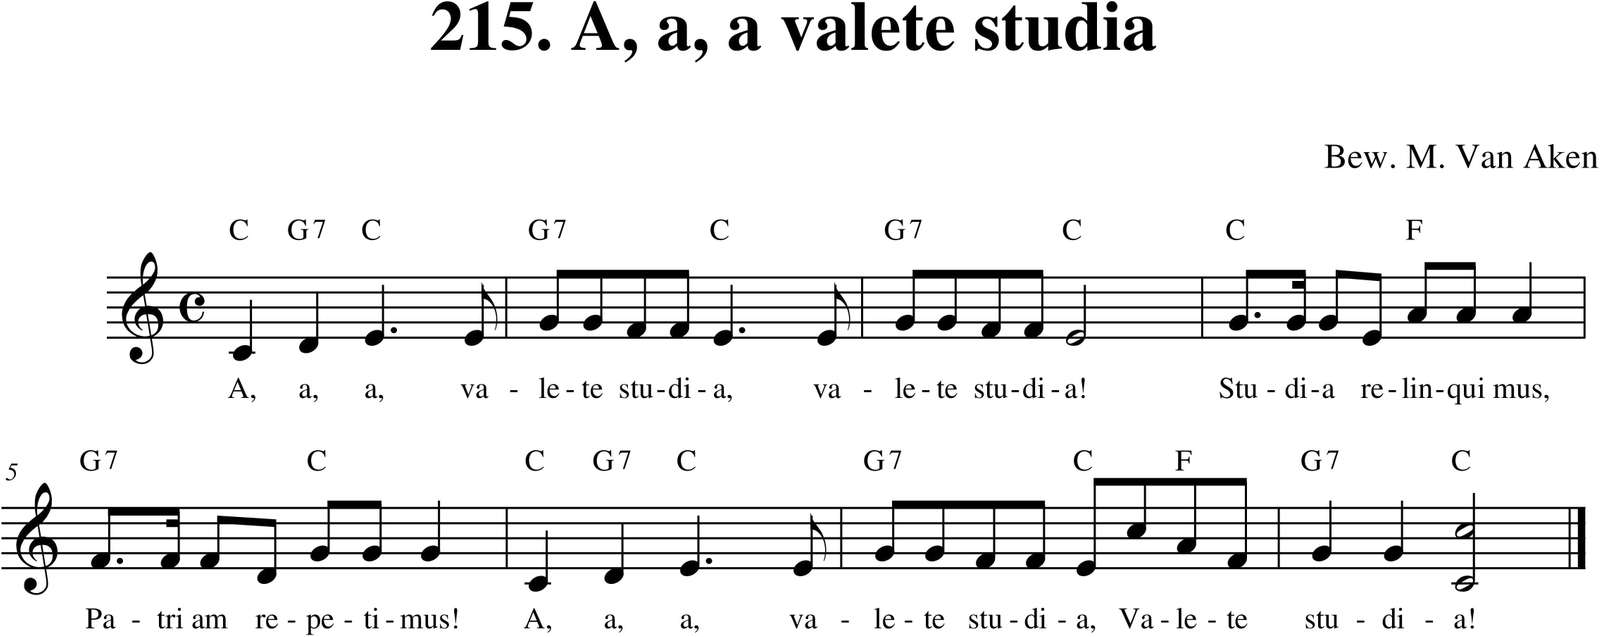 215. A, a, a valete studia
Bew. M. Van Aken
C G7 C G7 C G7 C C F
A, a, a, va - le - te stu - di - a, va - le - te stu - di - a! Stu - di - a re - lin - qui mus,
5 G7 C C G7 C G7 C F G7 C
Pa - tri am re - pe - ti - mus! A, a, a, va - le - te stu - di - a, Va - le - te stu - di - a!